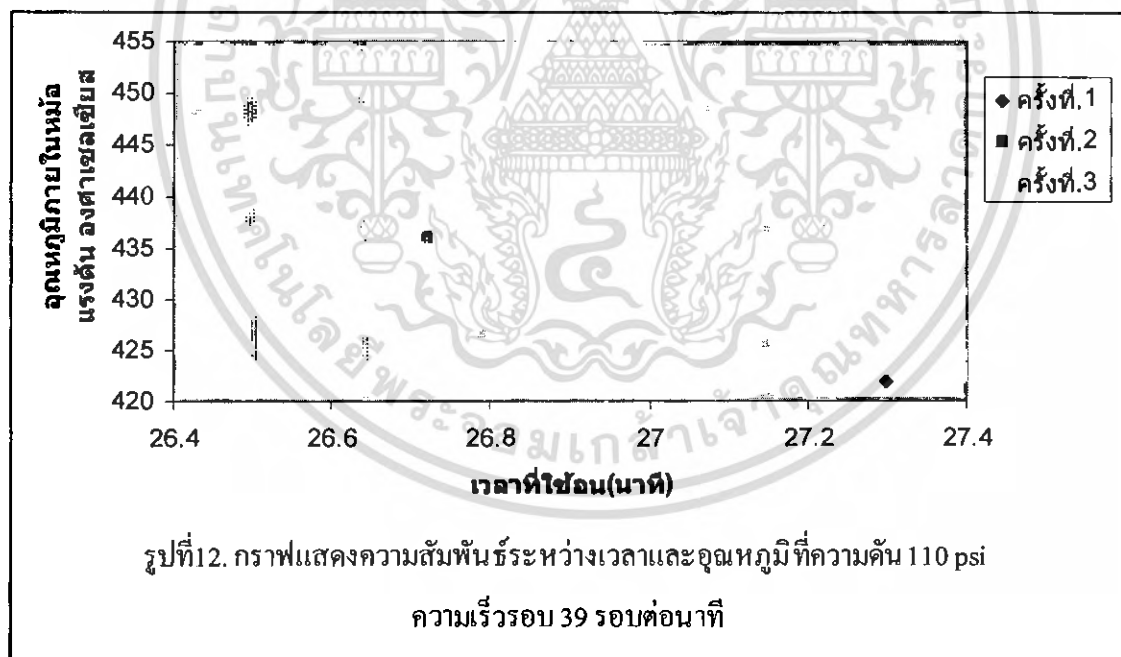 455
450
445
440
435
430
425
420
อุณหภูมิภายในหม้อ
แรงดัน องศาเซลเซียส
26.4 26.6 26.8 27 27.2 27.4
เวลาที่ใช้อน(นาที)
ครั้งที่.1
ครั้งที่.2
ครั้งที่.3
รูปที่12. กราฟแสดงความสัมพันธ์ระหว่างเวลาและอุณหภูมิ ที่ความดัน 110 psi
ความเร็วรอบ 39 รอบต่อนาที